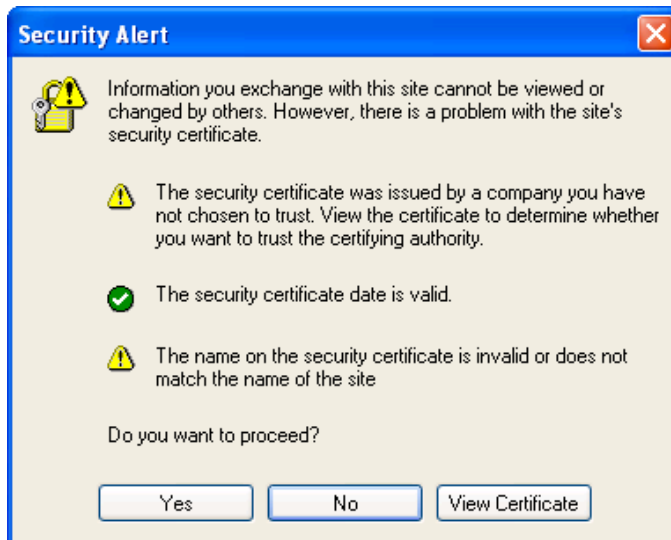 Security Alert
Information you exchange with this site cannot be viewed or
changed by others. However, there is a problem with the site's
security certificate.
The security certificate was issued by a company you have
not chosen to trust. View the certificate to determine whether
you want to trust the certifying authority.
The security certificate date is valid.
The name on the security certificate is invalid or does not
match the name of the site
Do you want to proceed?
Yes No View Certificate